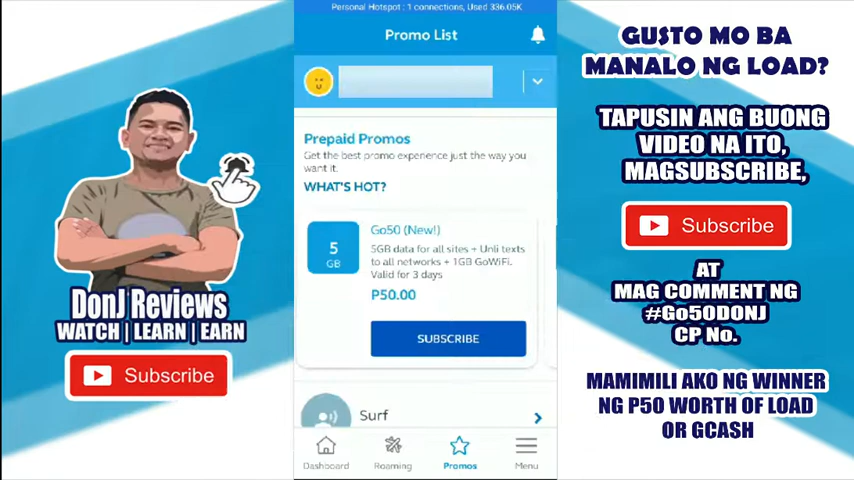 Personal Hotspot : 1 connections, Used 336.05K
Promo List
Prepaid Promos
Get the best promo experience just the way you
want it.
WHAT'S HOT?
5
GB
Go50 (New!)
5GB data for all sites + Unli texts
to all networks + 1GB GoWiFi.
Valid for 3 days
P50.00
SUBSCRIBE
Surf
Dashboard
Roaming
Promos
Menu
DonJ Reviews
WATCH | LEARN | EARN
Subscribe
GUSTO MO BA
MANALO NG LOAD?
TAPUSIN ANG BUONG
VIDEO NA ITO,
MAGSUBSCRIBE,
Subscribe
AT
MAG COMMENT NG
#Go50DONJ
CP No.
MAMIMILI AKO NG WINNER
NG P50 WORTH OF LOAD
OR GCASH